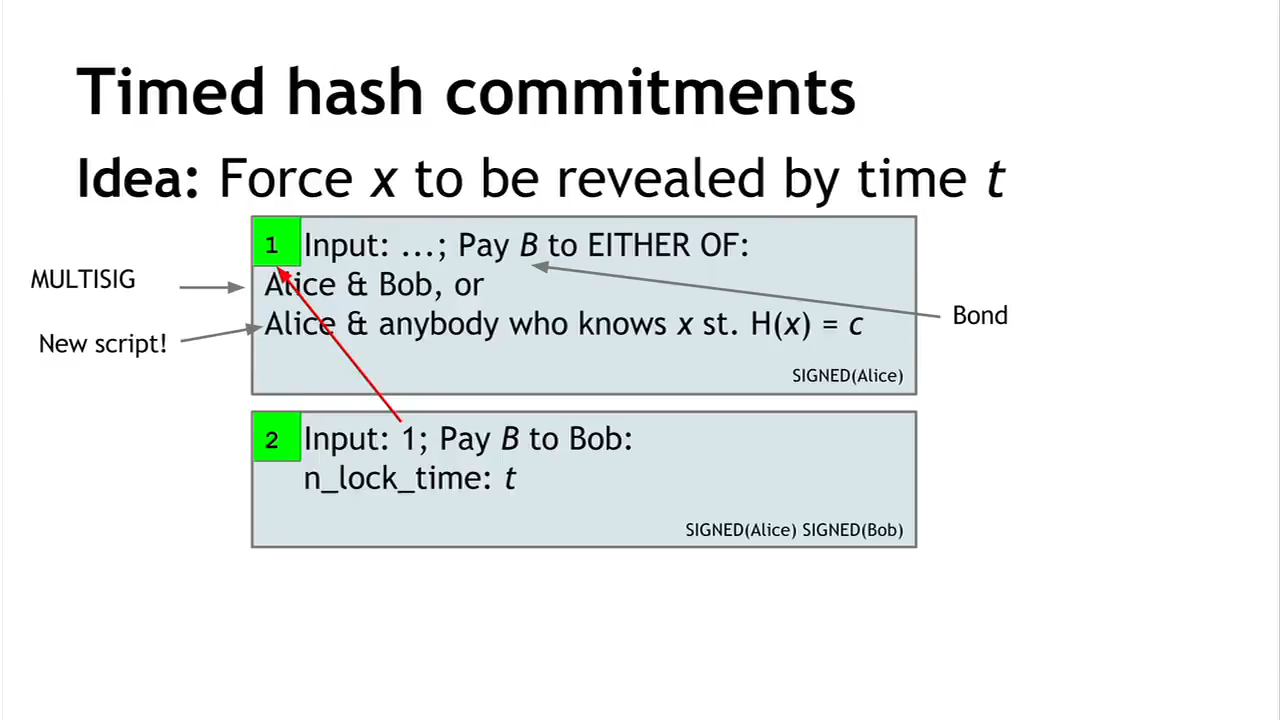 Timed hash commitments
Idea: Force x to be revealed by time t
1 Input: ...; Pay B to EITHER OF:
MULTISIG
Alice & Bob, or
New script!
Alice & anybody who knows x st. H(x) = c
Bond
SIGNED(Alice)
2 Input: 1; Pay B to Bob:
n_lock_time: t
SIGNED(Alice) SIGNED(Bob)